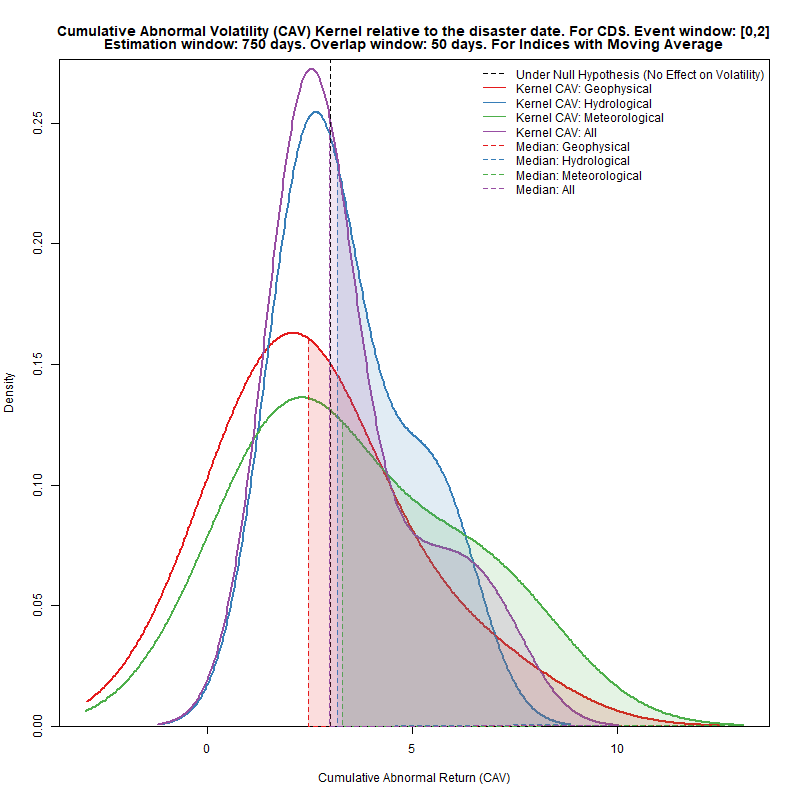 Cumulative Abnormal Volatility (CAV) Kernel relative to the disaster date. For CDS. Event window: [0,2]
Estimation window: 750 days. Overlap window: 50 days. For Indices with Moving Average
Under Null Hypothesis (No Effect on Volatility)
Kernel CAV: Geophysical
Kernel CAV: Hydrological
Kernel CAV: Meteorological
Kernel CAV: All
Median: Geophysical
Median: Hydrological
Median: Meteorological
Median: All
0.25
0.20
0.15
0.10
0.05
0.00
Density
0
5
10
Cumulative Abnormal Return (CAV)